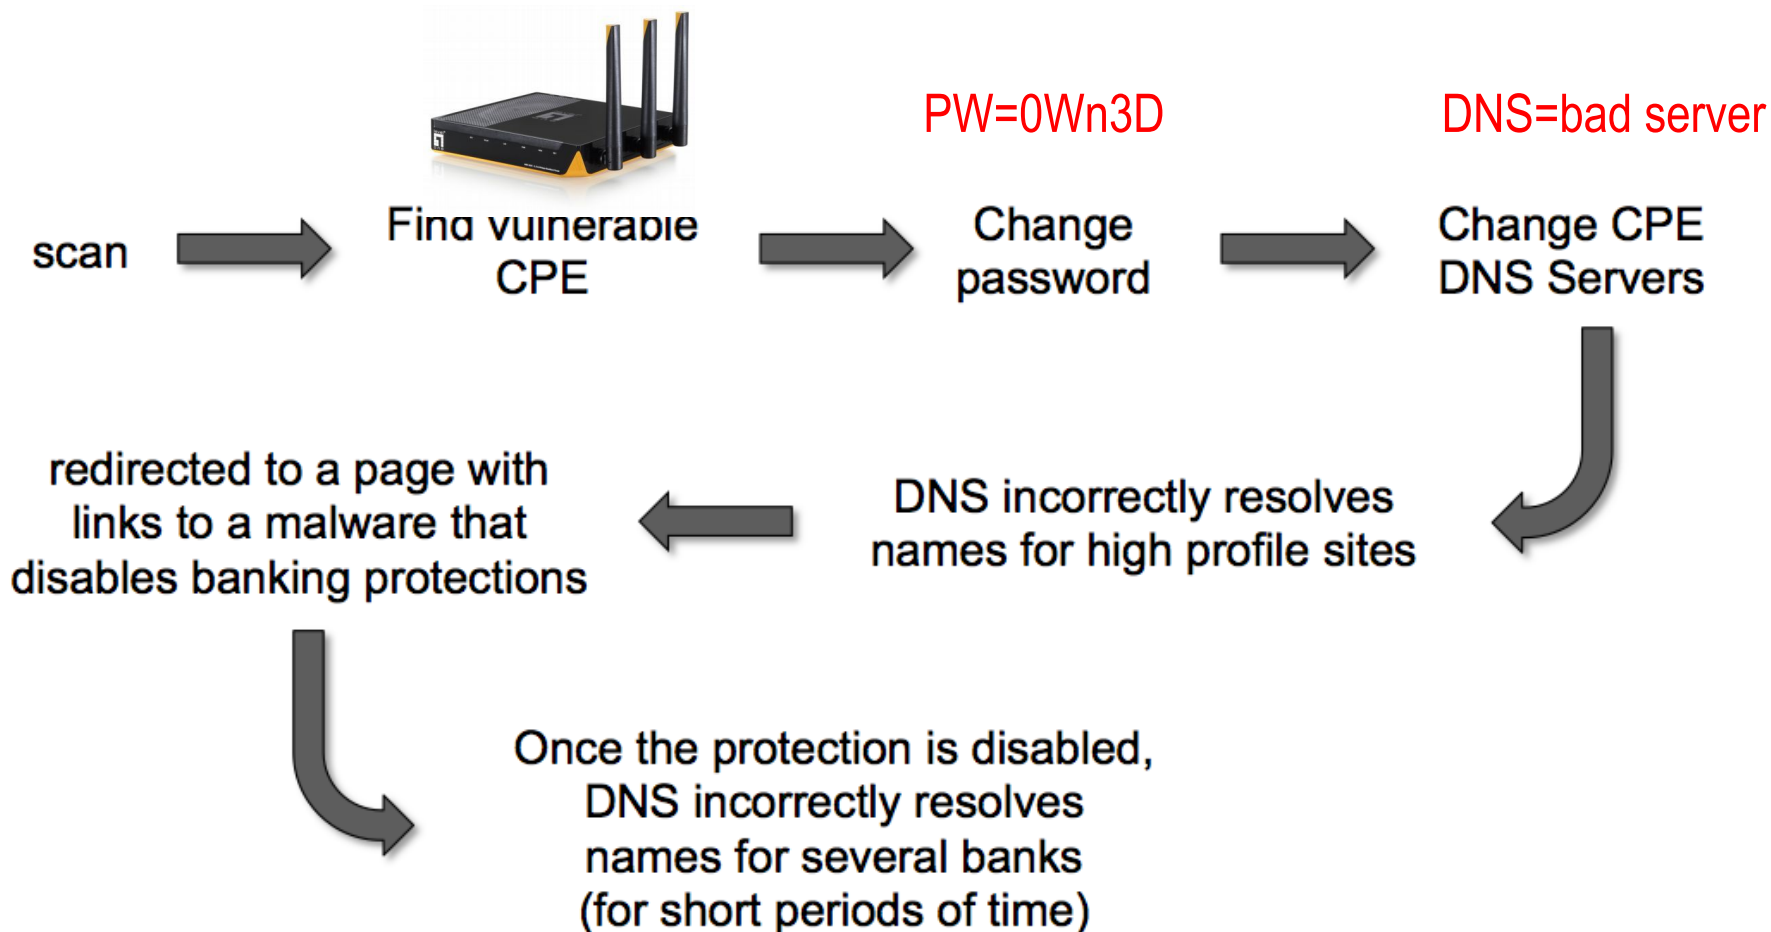 PW=0Wn3D
DNS=bad server
scan
Find vulnerable
CPE
Change
password
Change CPE
DNS Servers
DNS incorrectly resolves
names for high profile sites
redirected to a page with
links to a malware that
disables banking protections
Once the protection is disabled,
DNS incorrectly resolves
names for several banks
(for short periods of time)